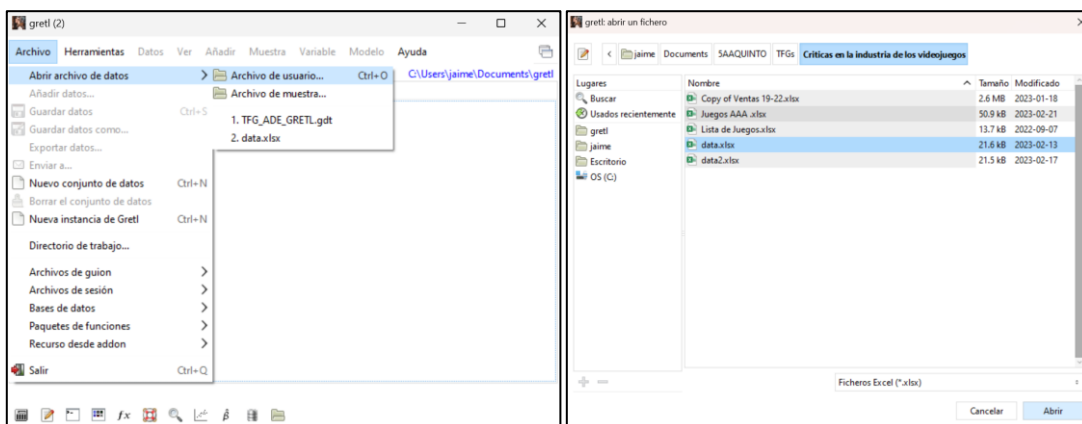 gretl (2)
Archivo Herramientas Datos Ver Añadir Muestra Variable Modelo Ayuda
Abrir archivo de datos
Añadir datos...
Guardar datos Ctrl+S
Guardar datos como...
Exportar datos...
Enviar a...
Nuevo conjunto de datos Ctrl+N
Borrar el conjunto de datos
Nueva instancia de Gretl Ctrl+N
Directorio de trabajo...
Archivos de guion
Archivos de sesión
Bases de datos
Paquetes de funciones
Recurso desde addon
Salir Ctrl+Q
Archivo de usuario... Ctrl+O
Archivo de muestra...
1. TFG_ADE_GRETL.gdt
2. data.xlsx
C:\Users\jaime\Documents\gretl
fx β̂
gretl: abrir un fichero
jaime Documents 5AAQUINTO TFGs Criticas en la industria de los videojuegos
Lugares
Buscar
Usados recientemente
gretl
jaime
Escritorio
OS (C:)
Nombre Tamaño Modificado
Copy of Ventas 19-22.xlsx 2.6 MB 2023-01-18
Juegos AAA .xlsx 50.9 kB 2023-02-21
Lista de Juegos.xlsx 13.7 kB 2022-09-07
data.xlsx 21.6 kB 2023-02-13
data2.xlsx 21.5 kB 2023-02-17
Ficheros Excel (*.xlsx)
Cancelar Abrir